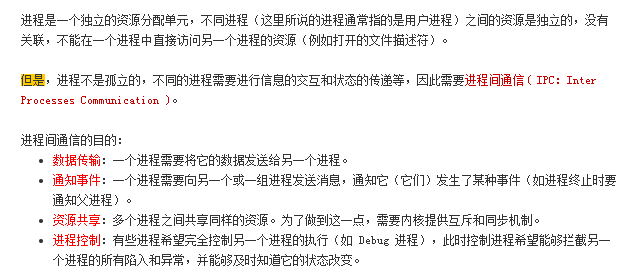 进程是一个独立的资源分配单元，不同进程（这里所说的进程通常指的是用户进程）之间的资源是独立的，没有
关联，不能在一个进程中直接访问另一个进程的资源（例如打开的文件描述符）。
但是，进程不是孤立的，不同的进程需要进行信息的交互和状态的传递等，因此需要进程间通信( IPC：Inter
Processes Communication )。
进程间通信的目的：
• 数据传输：一个进程需要将它的数据发送给另一个进程。
• 通知事件：一个进程需要向另一个或一组进程发送消息，通知它（它们）发生了某种事件（如进程终止时要
通知父进程）。
• 资源共享：多个进程之间共享同样的资源。为了做到这一点，需要内核提供互斥和同步机制。
• 进程控制：有些进程希望完全控制另一个进程的执行（如 Debug 进程），此时控制进程希望能够拦截另一
个进程的所有陷入和异常，并能够及时知道它的状态改变。